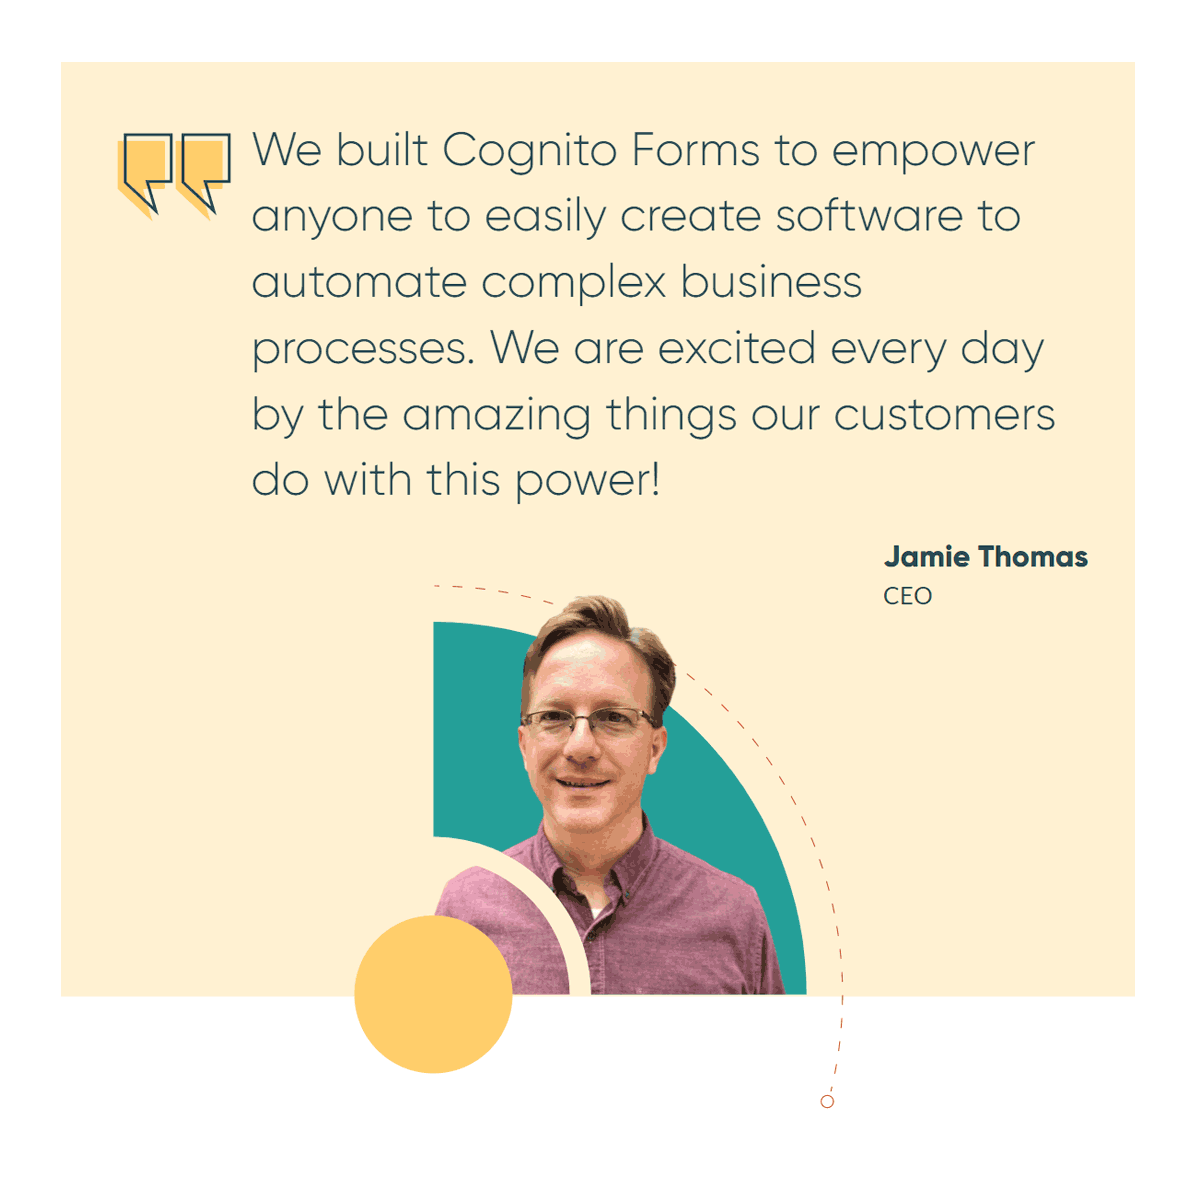 We built Cognito Forms to empower
anyone to easily create software to
automate complex business
processes. We are excited every day
by the amazing things our customers
do with this power!
Jamie Thomas
CEO